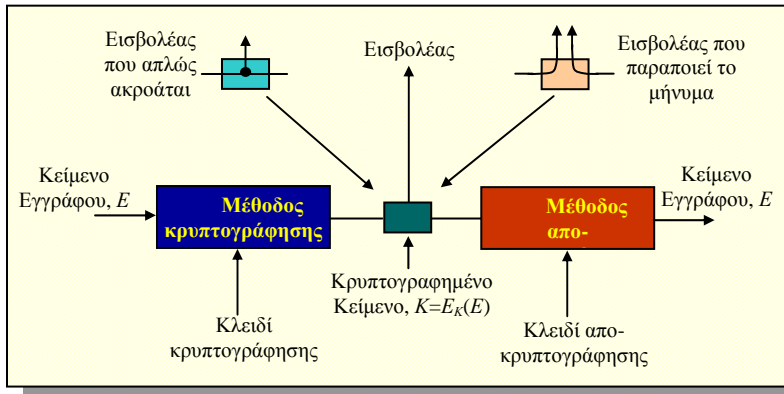 Εισβολέας
που απλώς
ακροάται
Εισβολέας
Εισβολέας που
παραποιεί το
μήνυμα
Κείμενο
Εγγράφου, E
Μέθοδος
κρυπτογράφησης
Μέθοδος
απο-
Κείμενο
Εγγράφου, E
Κρυπτογραφημένο
Κείμενο, K=E_K(E)
Κλειδί
κρυπτογράφησης
Κλειδί απο-
κρυπτογράφησης